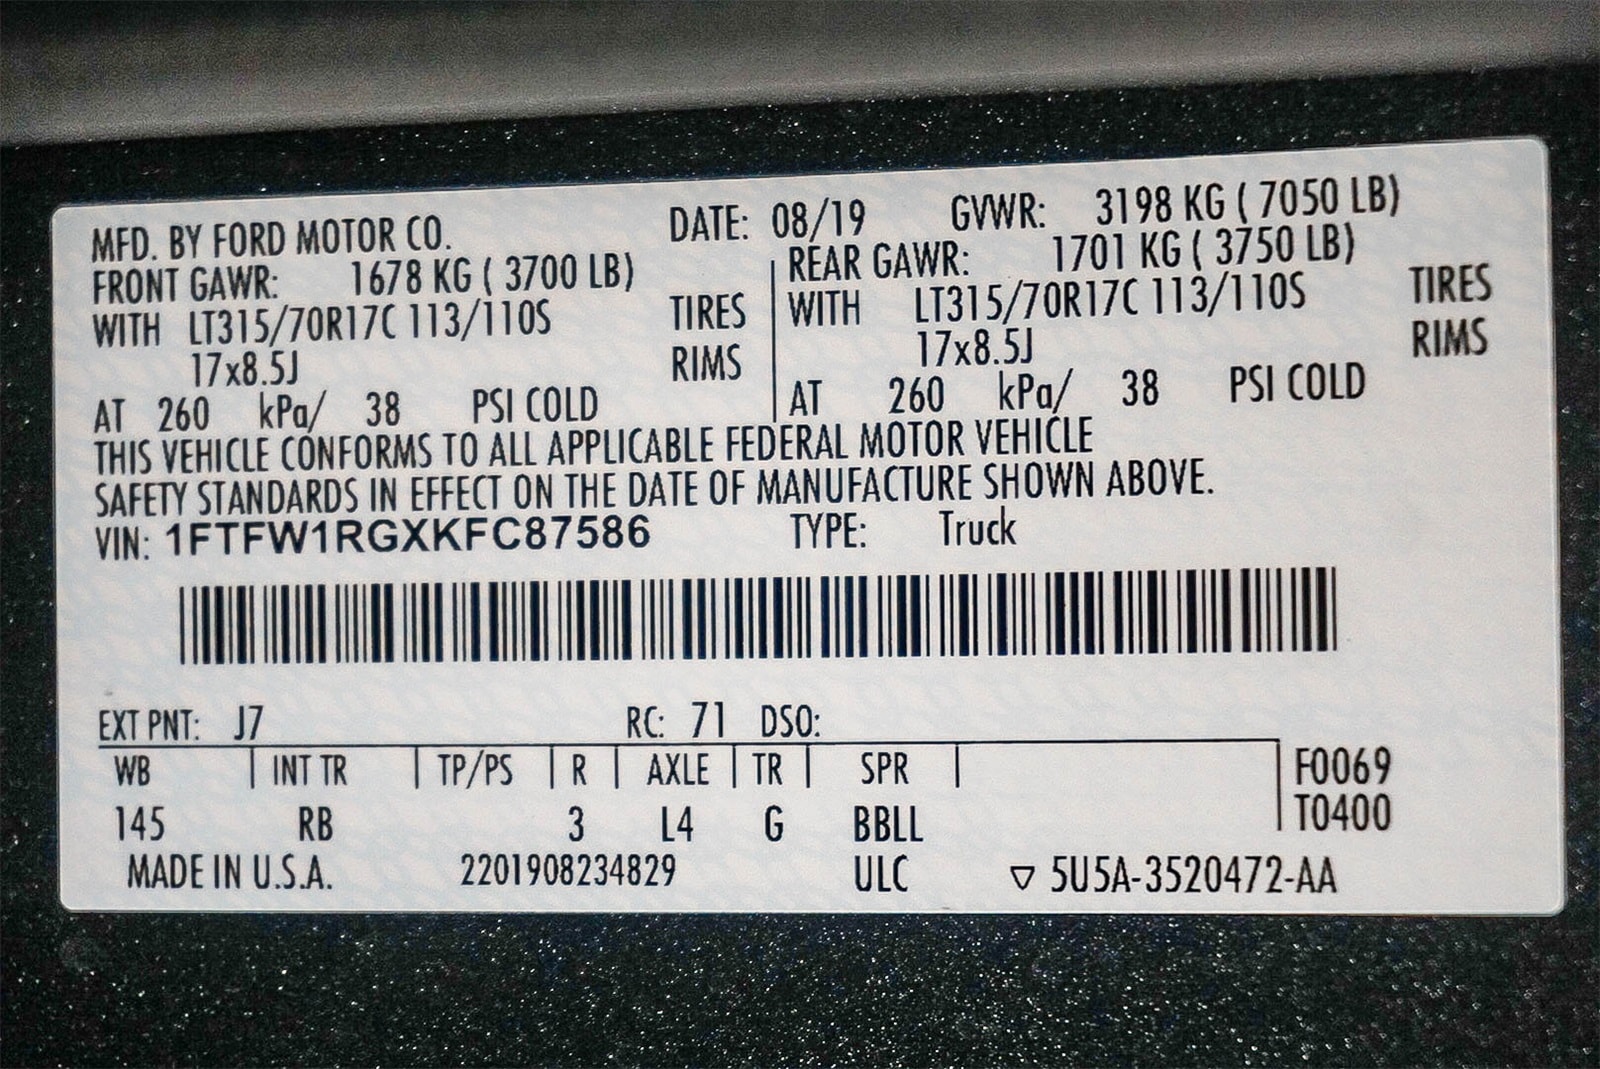 MFD. BY FORD MOTOR CO. DATE: 08/19 GVWR: 3198 KG ( 7050 LB)
FRONT GAWR: 1678 KG ( 3700 LB) REAR GAWR: 1701 KG ( 3750 LB)
WITH LT315/70R17C 113/110S TIRES WITH LT315/70R17C 113/110S TIRES
17x8.5J RIMS 17x8.5J RIMS
AT 260 kPa/ 38 PSI COLD AT 260 kPa/ 38 PSI COLD
THIS VEHICLE CONFORMS TO ALL APPLICABLE FEDERAL MOTOR VEHICLE
SAFETY STANDARDS IN EFFECT ON THE DATE OF MANUFACTURE SHOWN ABOVE.
VIN: 1FTFW1RGXKFC87586 TYPE: Truck
EXT PNT: J7 RC: 71 DSO:
WB INT TR TP/PS R AXLE TR SPR F0069
145 RB 3 L4 G BBLL T0400
MADE IN U.S.A. 2201908234829 ULC ▽ 5U5A-3520472-AA